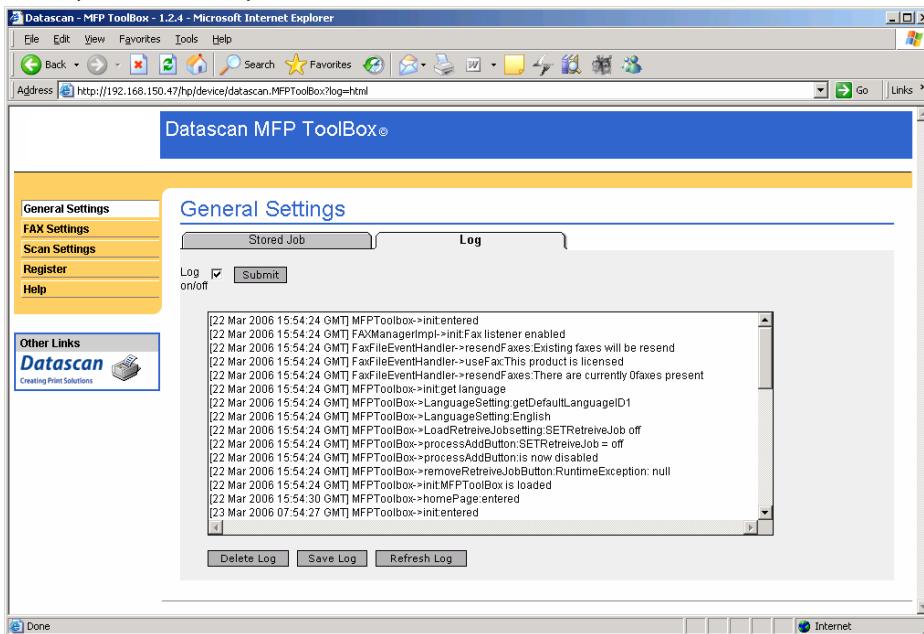 Datascan - MFP ToolBox - 1.2.4 - Microsoft Internet Explorer
File Edit View Favorites Tools Help
Back Search Favorites
Address http://192.168.150.47/hp/device/datascan.MFPToolBox?log=html Go Links
Datascan MFP ToolBox©
General Settings
FAX Settings
Scan Settings
Register
Help
Other Links
Datascan
Creating Print Solutions
General Settings
Stored Job Log
Log on/off Submit
[22 Mar 2006 15:54:24 GMT] MFPToolbox->init:entered
[22 Mar 2006 15:54:24 GMT] FAXManagerImpl->init:Fax listener enabled
[22 Mar 2006 15:54:24 GMT] FaxFileEventHandler->resendFaxes:Existing faxes will be resend
[22 Mar 2006 15:54:24 GMT] FaxFileEventHandler->useFax:This product is licensed
[22 Mar 2006 15:54:24 GMT] FaxFileEventHandler->resendFaxes:There are currently 0faxes present
[22 Mar 2006 15:54:24 GMT] MFPToolbox->init:get language
[22 Mar 2006 15:54:24 GMT] MFPToolBox->LanguageSetting:getDefaultLanguageID1
[22 Mar 2006 15:54:24 GMT] MFPToolBox->LanguageSetting:English
[22 Mar 2006 15:54:24 GMT] MFPToolBox->LoadRetreiveJobsetting:SETRetreiveJob off
[22 Mar 2006 15:54:24 GMT] MFPToolBox->processAddButton:SETRetreiveJob = off
[22 Mar 2006 15:54:24 GMT] MFPToolBox->processAddButton:is now disabled
[22 Mar 2006 15:54:24 GMT] MFPToolBox->removeRetreiveJobButton:RuntimeException: null
[22 Mar 2006 15:54:24 GMT] MFPToolbox->init:MFPToolBox is loaded
[22 Mar 2006 15:54:30 GMT] MFPToolbox->homePage:entered
[23 Mar 2006 07:54:27 GMT] MFPToolbox->init:entered
Delete Log Save Log Refresh Log
Done Internet